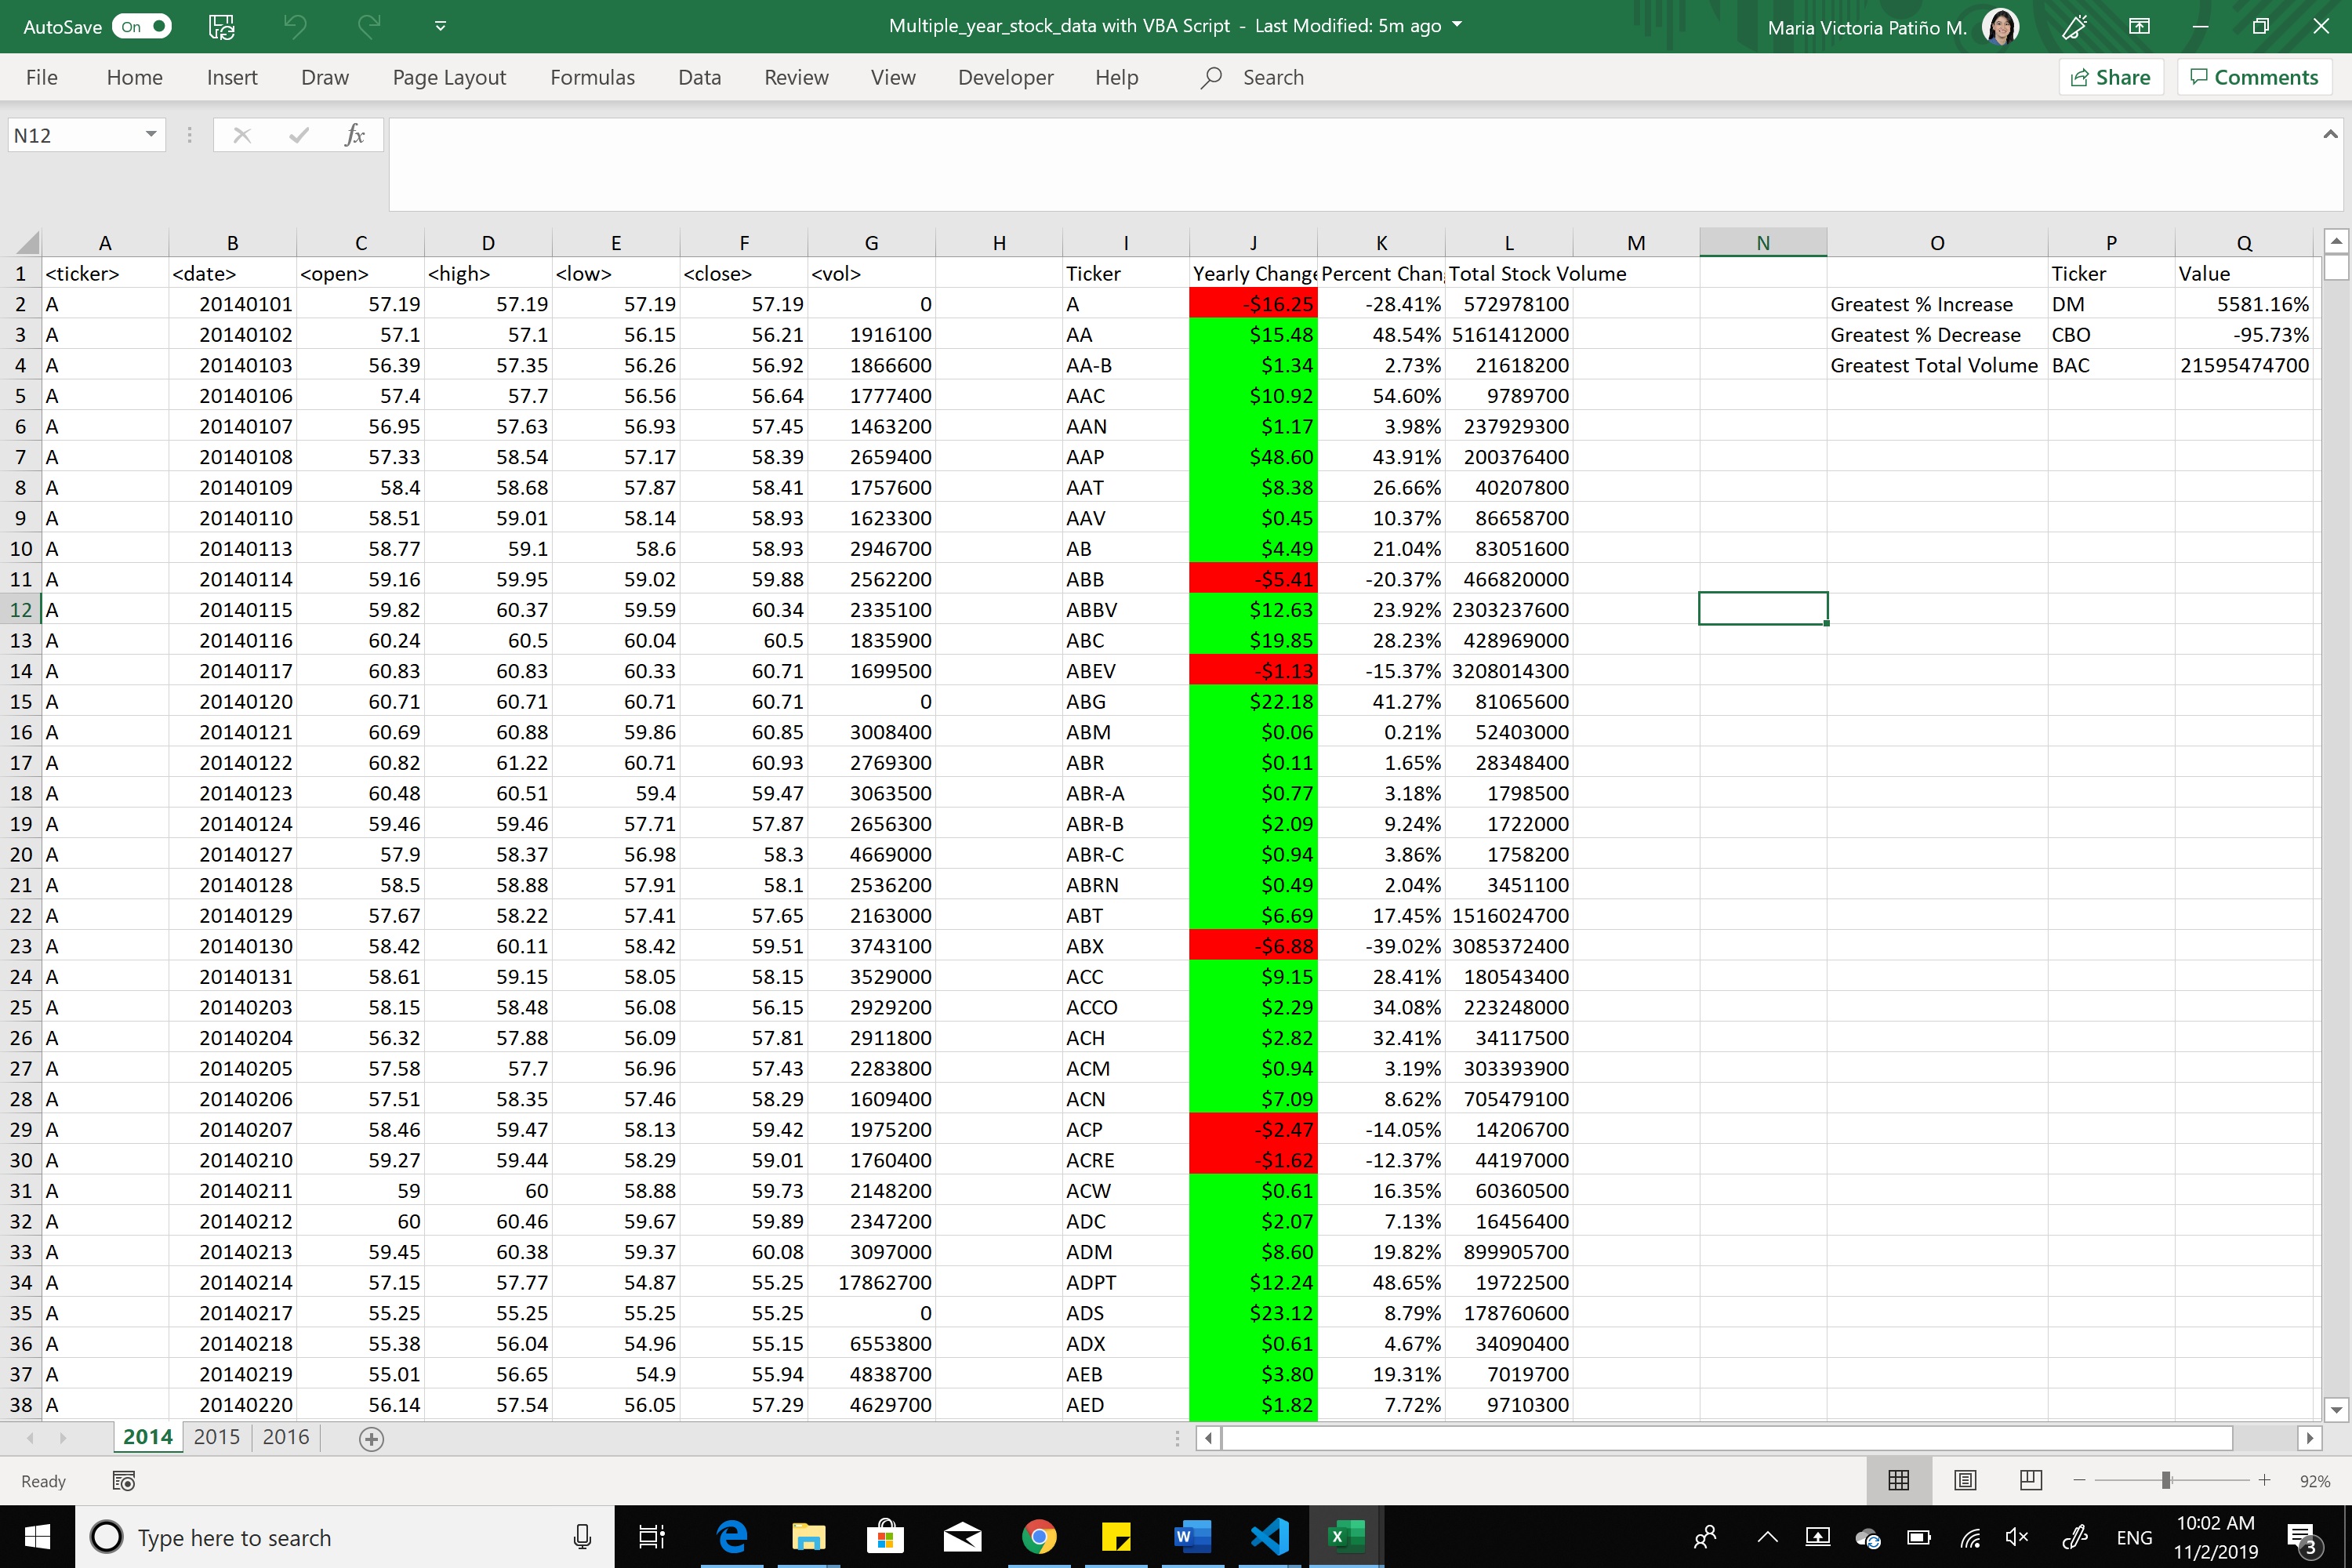 AutoSave On Multiple_year_stock_data with VBA Script - Last Modified: 5m ago Maria Victoria Patiño M.
File Home Insert Draw Page Layout Formulas Data Review View Developer Help Search Share Comments
N12 fx
A B C D E F G H I J K L M N O P Q
1 <ticker> <date> <open> <high> <low> <close> <vol> Ticker Yearly Change Percent Chan Total Stock Volume Ticker Value
2 A 20140101 57.19 57.19 57.19 57.19 0 A -$16.25 -28.41% 572978100 Greatest % Increase DM 5581.16%
3 A 20140102 57.1 57.1 56.15 56.21 1916100 AA $15.48 48.54% 5161412000 Greatest % Decrease CBO -95.73%
4 A 20140103 56.39 57.35 56.26 56.92 1866600 AA-B $1.34 2.73% 21618200 Greatest Total Volume BAC 21595474700
5 A 20140106 57.4 57.7 56.56 56.64 1777400 AAC $10.92 54.60% 9789700
6 A 20140107 56.95 57.63 56.93 57.45 1463200 AAN $1.17 3.98% 237929300
7 A 20140108 57.33 58.54 57.17 58.39 2659400 AAP $48.60 43.91% 200376400
8 A 20140109 58.4 58.68 57.87 58.41 1757600 AAT $8.38 26.66% 40207800
9 A 20140110 58.51 59.01 58.14 58.93 1623300 AAV $0.45 10.37% 86658700
10 A 20140113 58.77 59.1 58.6 58.93 2946700 AB $4.49 21.04% 83051600
11 A 20140114 59.16 59.95 59.02 59.88 2562200 ABB -$5.41 -20.37% 466820000
12 A 20140115 59.82 60.37 59.59 60.34 2335100 ABBV $12.63 23.92% 2303237600
13 A 20140116 60.24 60.5 60.04 60.5 1835900 ABC $19.85 28.23% 428969000
14 A 20140117 60.83 60.83 60.33 60.71 1699500 ABEV -$1.13 -15.37% 3208014300
15 A 20140120 60.71 60.71 60.71 60.71 0 ABG $22.18 41.27% 81065600
16 A 20140121 60.69 60.88 59.86 60.85 3008400 ABM $0.06 0.21% 52403000
17 A 20140122 60.82 61.22 60.71 60.93 2769300 ABR $0.11 1.65% 28348400
18 A 20140123 60.48 60.51 59.4 59.47 3063500 ABR-A $0.77 3.18% 1798500
19 A 20140124 59.46 59.46 57.71 57.87 2656300 ABR-B $2.09 9.24% 1722000
20 A 20140127 57.9 58.37 56.98 58.3 4669000 ABR-C $0.94 3.86% 1758200
21 A 20140128 58.5 58.88 57.91 58.1 2536200 ABRN $0.49 2.04% 3451100
22 A 20140129 57.67 58.22 57.41 57.65 2163000 ABT $6.69 17.45% 1516024700
23 A 20140130 58.42 60.11 58.42 59.51 3743100 ABX -$6.88 -39.02% 3085372400
24 A 20140131 58.61 59.15 58.05 58.15 3529000 ACC $9.15 28.41% 180543400
25 A 20140203 58.15 58.48 56.08 56.15 2929200 ACCO $2.29 34.08% 223248000
26 A 20140204 56.32 57.88 56.09 57.81 2911800 ACH $2.82 32.41% 34117500
27 A 20140205 57.58 57.7 56.96 57.43 2283800 ACM $0.94 3.19% 303393900
28 A 20140206 57.51 58.35 57.46 58.29 1609400 ACN $7.09 8.62% 705479100
29 A 20140207 58.46 59.47 58.13 59.42 1975200 ACP -$2.47 -14.05% 14206700
30 A 20140210 59.27 59.44 58.29 59.01 1760400 ACRE -$1.62 -12.37% 44197000
31 A 20140211 59 60 58.88 59.73 2148200 ACW $0.61 16.35% 60360500
32 A 20140212 60 60.46 59.67 59.89 2347200 ADC $2.07 7.13% 16456400
33 A 20140213 59.45 60.38 59.37 60.08 3097000 ADM $8.60 19.82% 899905700
34 A 20140214 57.15 57.77 54.87 55.25 17862700 ADPT $12.24 48.65% 19722500
35 A 20140217 55.25 55.25 55.25 55.25 0 ADS $23.12 8.79% 178760600
36 A 20140218 55.38 56.04 54.96 55.15 6553800 ADX $0.61 4.67% 34090400
37 A 20140219 55.01 56.65 54.9 55.94 4838700 AEB $3.80 19.31% 7019700
38 A 20140220 56.14 57.54 56.05 57.29 4629700 AED $1.82 7.72% 9710300
2014 2015 2016
Ready 92%
Type here to search W X ENG 10:02 AM 3
11/2/2019